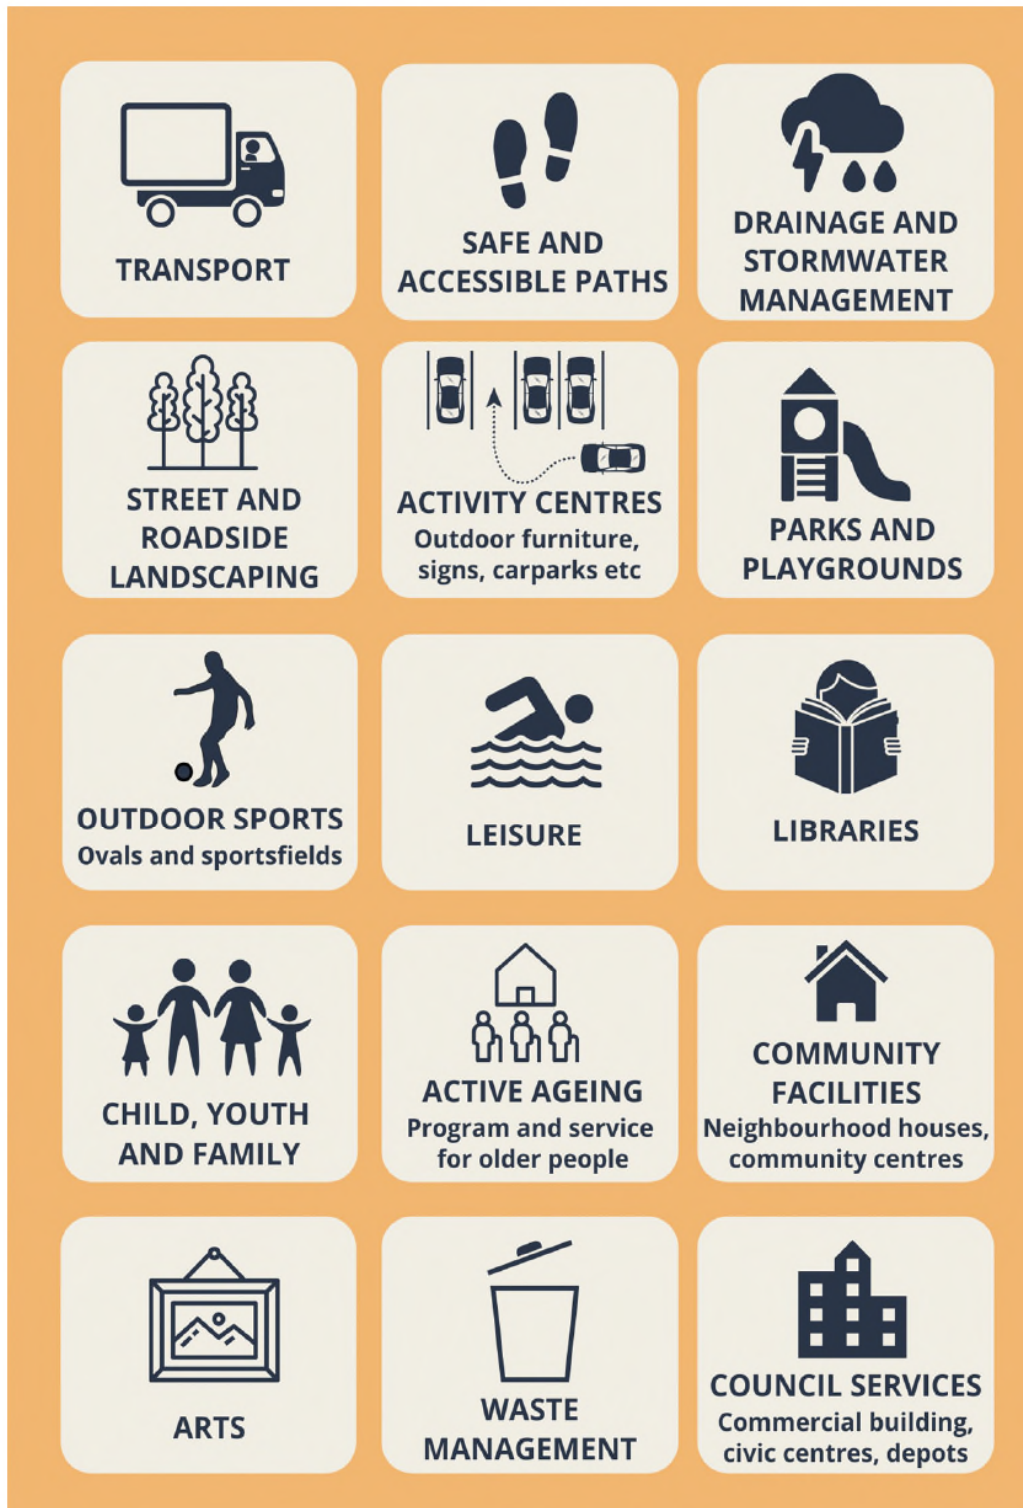 TRANSPORT
SAFE AND
ACCESSIBLE PATHS
DRAINAGE AND
STORMWATER
MANAGEMENT
STREET AND
ROADSIDE
LANDSCAPING
ACTIVITY CENTRES
Outdoor furniture,
signs, carparks etc
PARKS AND
PLAYGROUNDS
OUTDOOR SPORTS
Ovals and sportsfields
LEISURE
LIBRARIES
CHILD, YOUTH
AND FAMILY
ACTIVE AGEING
Program and service
for older people
COMMUNITY
FACILITIES
Neighbourhood houses,
community centres
ARTS
WASTE
MANAGEMENT
COUNCIL SERVICES
Commercial building,
civic centres, depots